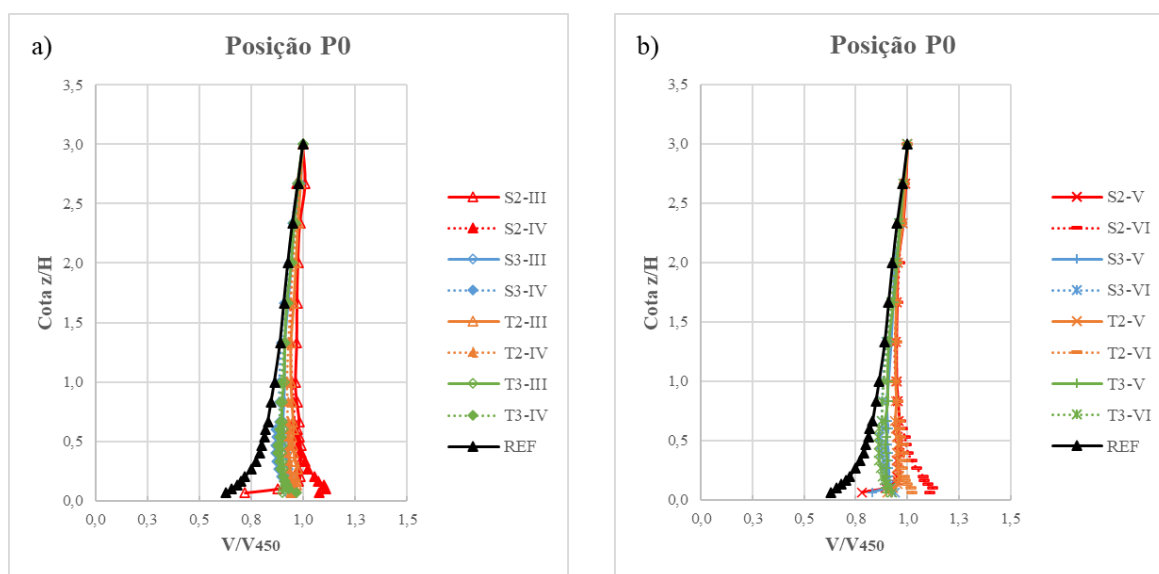 a)
Posição P0
3,5
3,0
2,5
2,0
1,5
1,0
0,5
0,0
0,0 0,3 0,5 0,8 1,0 1,3 1,5
Cota z/H
V/V450
S2-III
S2-IV
S3-III
S3-IV
T2-III
T2-IV
T3-III
T3-IV
REF
b)
Posição P0
3,5
3,0
2,5
2,0
1,5
1,0
0,5
0,0
0,0 0,3 0,5 0,8 1,0 1,3 1,5
Cota z/H
V/V450
S2-V
S2-VI
S3-V
S3-VI
T2-V
T2-VI
T3-V
T3-VI
REF